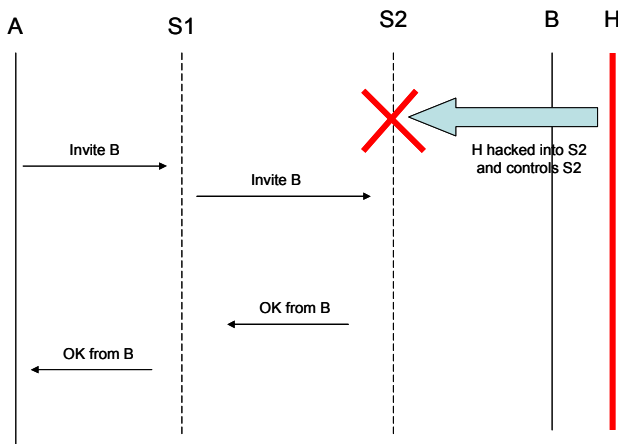 A
S1
S2
B
H
H hacked into S2
and controls S2
Invite B
Invite B
OK from B
OK from B